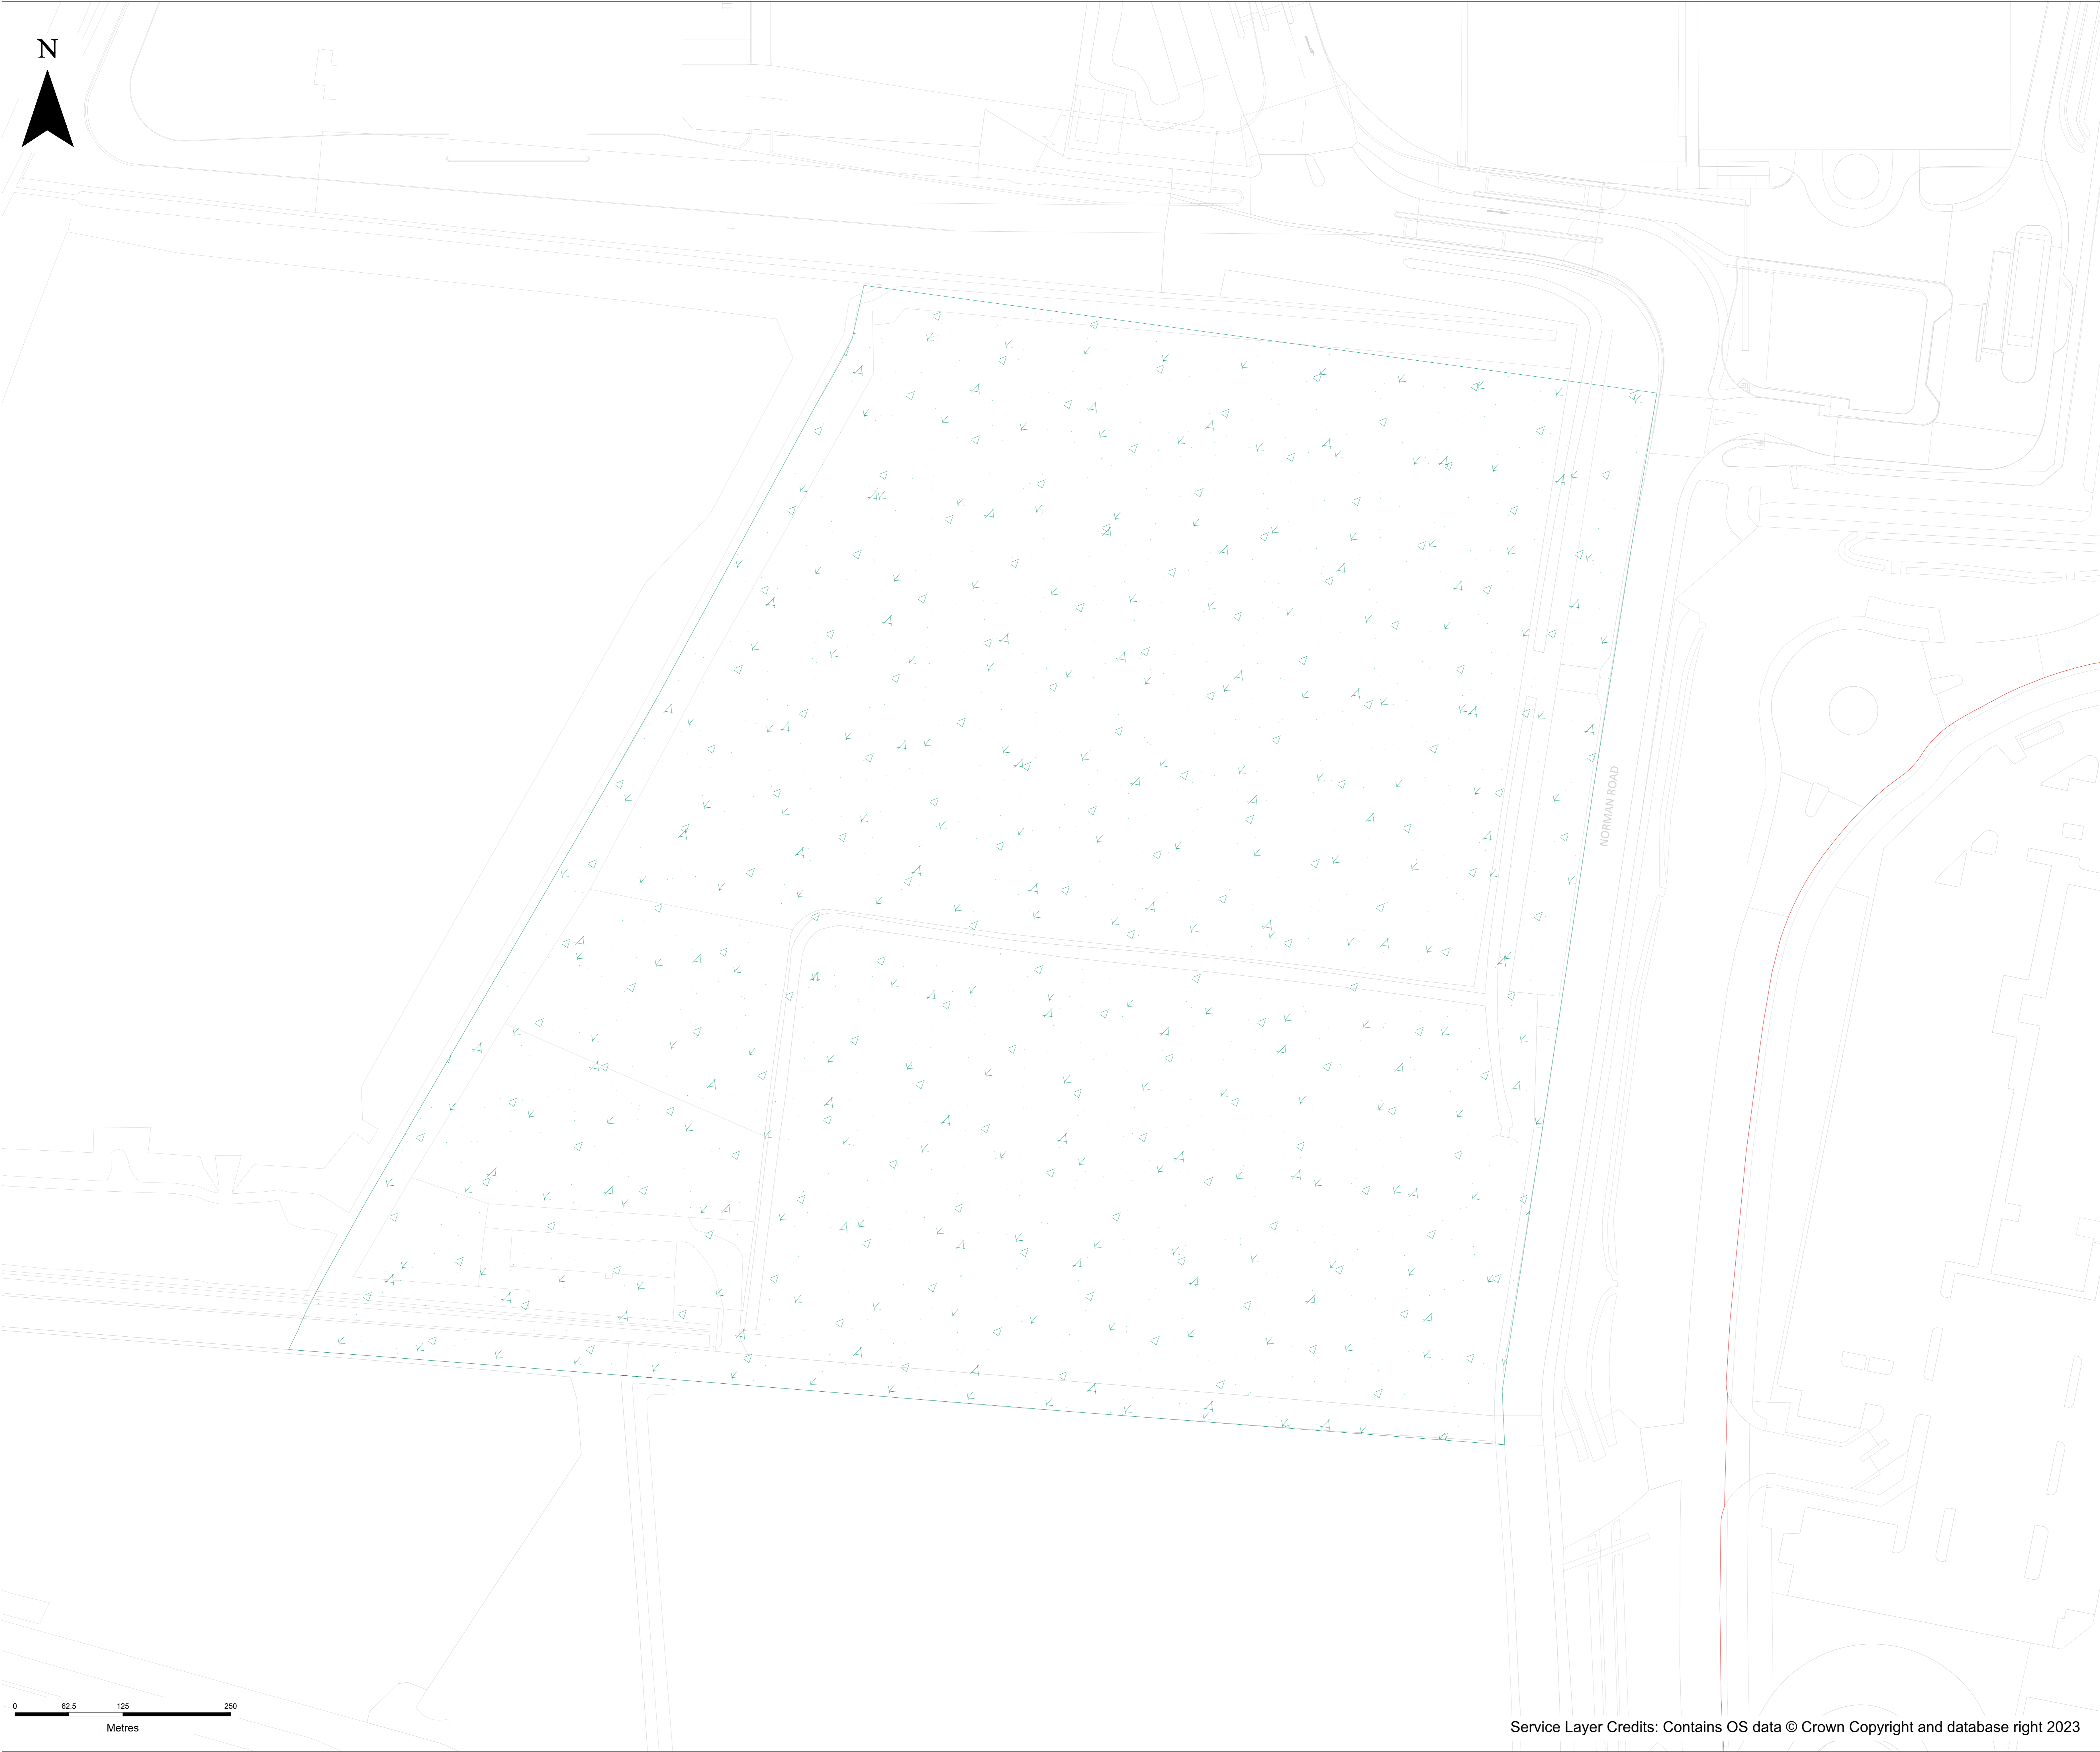 N
NORMAN ROAD
0 62.5 125 250
Metres
Service Layer Credits: Contains OS data © Crown Copyright and database right 2023